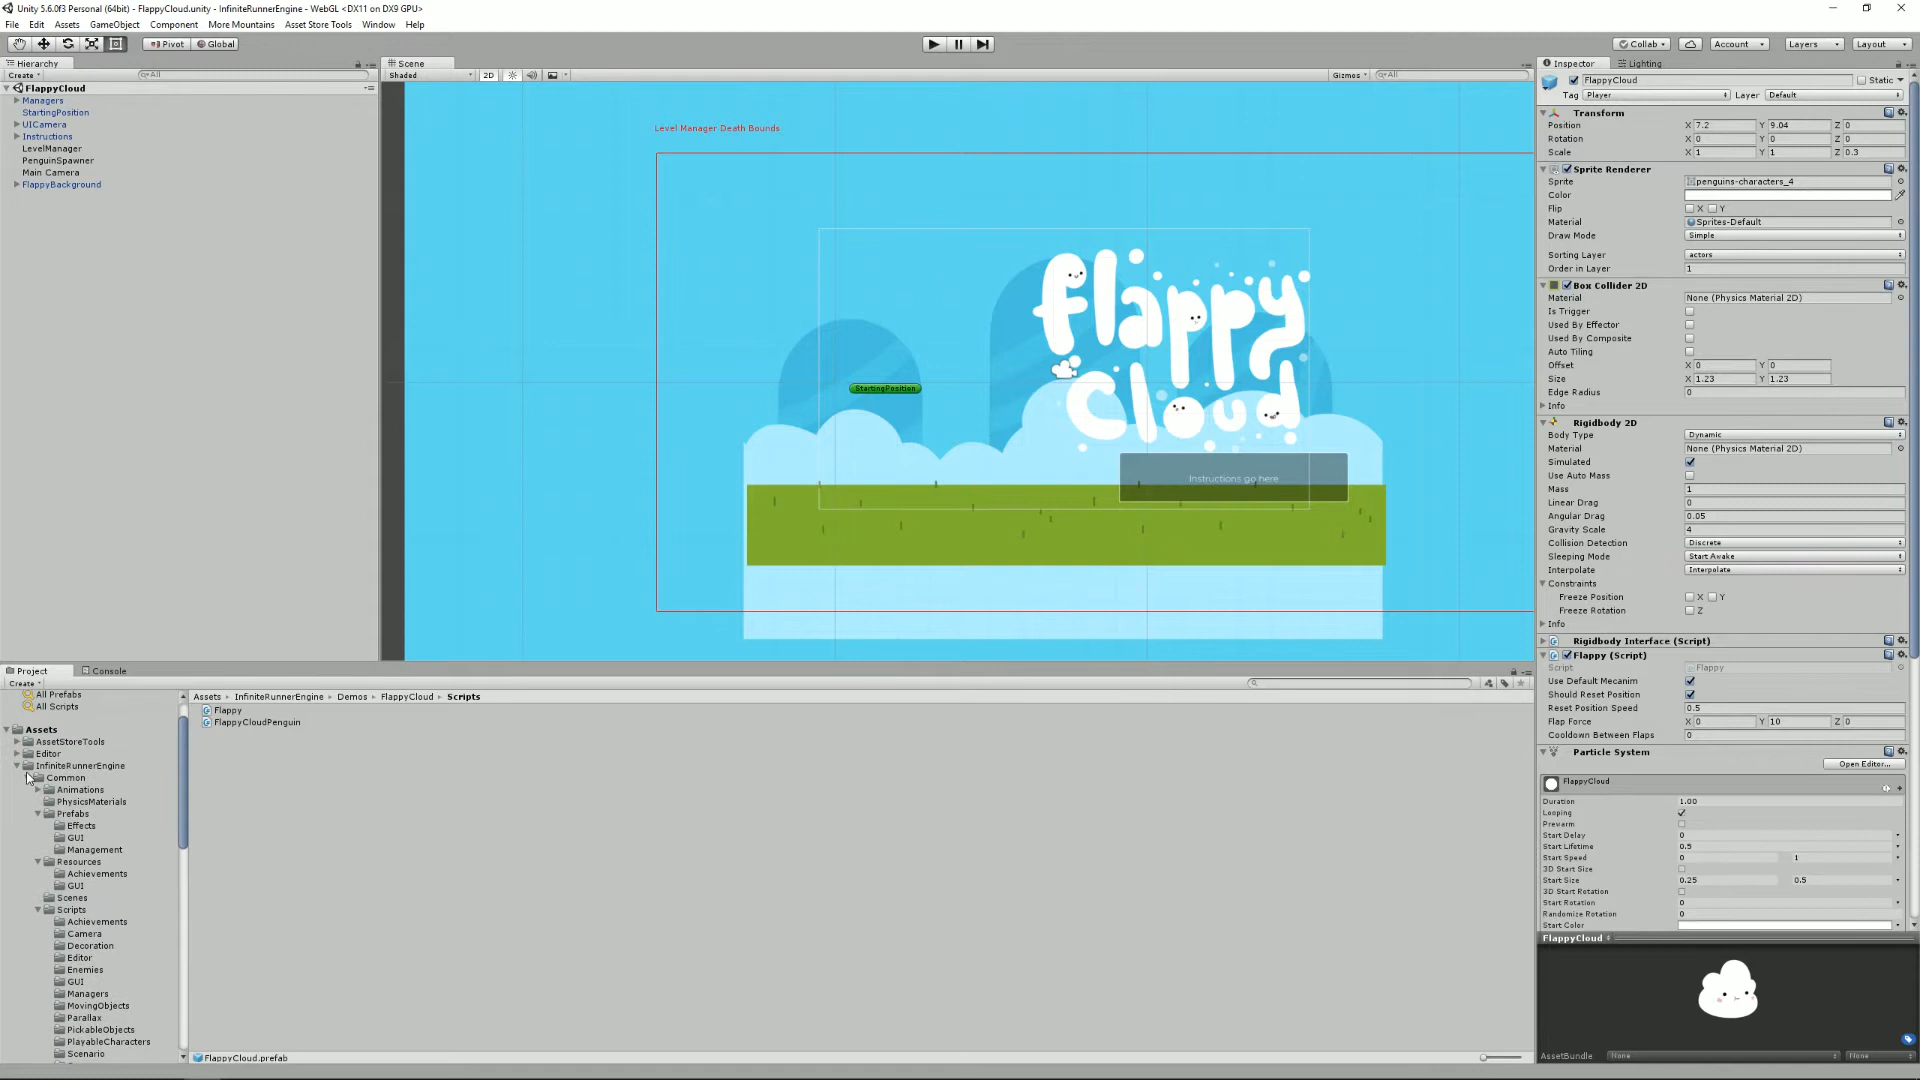 Unity 5.6.0f3 Personal (64bit) - FlappyCloud.unity - InfiniteRunnerEngine - WebGL <DX11 on DX9 GPU>
File Edit Assets GameObject Component More Mountains Asset Store Tools Window Help
Pivot Global Collab Account Layers Layout
Hierarchy
Create All
FlappyCloud
Managers
StartingPosition
UICamera
Instructions
LevelManager
PenguinSpawner
Main Camera
FlappyBackground
Scene
Shaded 2D Gizmos All
Level Manager Death Bounds
flappy
cloud
StartingPosition
Instructions go here
Inspector Lighting
FlappyCloud Static
Tag Player Layer Default
Transform
Position X 7.2 Y 9.04 Z 0
Rotation X 0 Y 0 Z 0
Scale X 1 Y 1 Z 0.3
Sprite Renderer
Sprite penguins-characters_4
Color
Flip X Y
Material Sprites-Default
Draw Mode Simple
Sorting Layer actors
Order in Layer 1
Box Collider 2D
Material None (Physics Material 2D)
Is Trigger
Used By Effector
Used By Composite
Auto Tiling
Offset X 0 Y 0
Size X 1.23 Y 1.23
Edge Radius 0
Info
Rigidbody 2D
Body Type Dynamic
Material None (Physics Material 2D)
Simulated
Use Auto Mass
Mass 1
Linear Drag 0
Angular Drag 0.05
Gravity Scale 4
Collision Detection Discrete
Sleeping Mode Start Awake
Interpolate Interpolate
Constraints
Freeze Position X Y
Freeze Rotation Z
Info
Rigidbody Interface (Script)
Flappy (Script)
Script Flappy
Use Default Mecanim
Should Reset Position
Reset Position Speed 0.5
Flap Force X 0 Y 10 Z 0
Cooldown Between Flaps 0
Particle System
Open Editor...
FlappyCloud
Duration 1.00
Looping
Prewarm
Start Delay 0
Start Lifetime 0.5
Start Speed 0 1
3D Start Size
Start Size 0.25 0.5
3D Start Rotation
Start Rotation 0
Randomize Rotation 0
Start Color
FlappyCloud
AssetBundle None None
Project Console
Create
All Prefabs
All Scripts
Assets
AssetStoreTools
Editor
InfiniteRunnerEngine
Common
Animations
PhysicsMaterials
Prefabs
Effects
GUI
Management
Resources
Achievements
GUI
Scenes
Scripts
Achievements
Camera
Decoration
Editor
Enemies
GUI
Managers
MovingObjects
Parallax
PickableObjects
PlayableCharacters
Scenario
Assets InfiniteRunnerEngine Demos FlappyCloud Scripts
Flappy
FlappyCloudPenguin
FlappyCloud.prefab